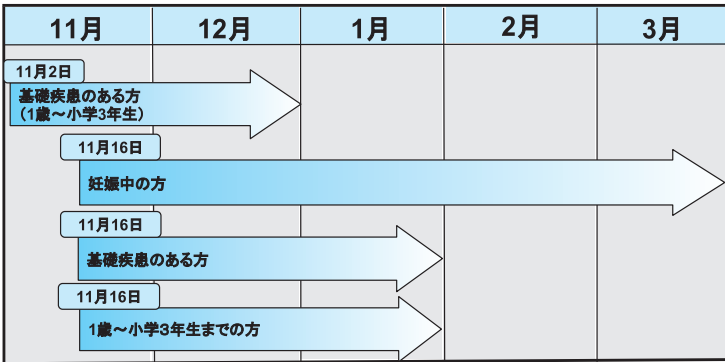 11月 12月 1月 2月 3月
11月2日
基礎疾患のある方
（1歳～小学3年生）
11月16日
妊娠中の方
11月16日
基礎疾患のある方
11月16日
1歳～小学3年生までの方